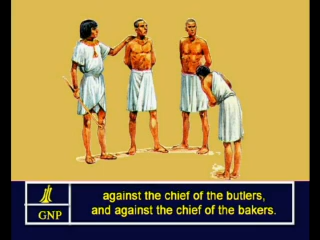 against the chief of the butlers,
and against the chief of the bakers.
GNP